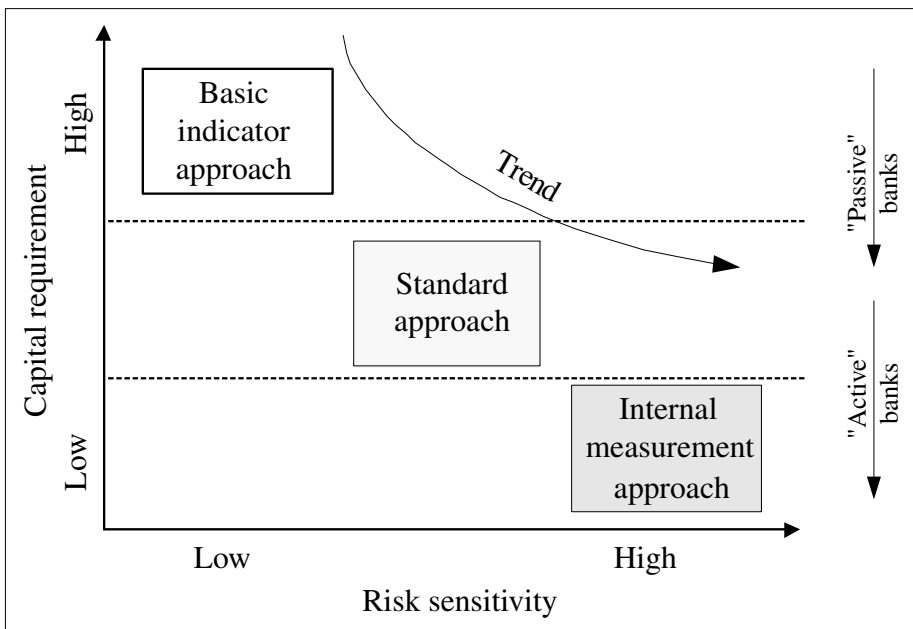 Basic
indicator
approach
Trend
Standard
approach
Internal
measurement
approach
High
Capital requirement
Low
"Passive"
banks
"Active"
banks
Low
High
Risk sensitivity